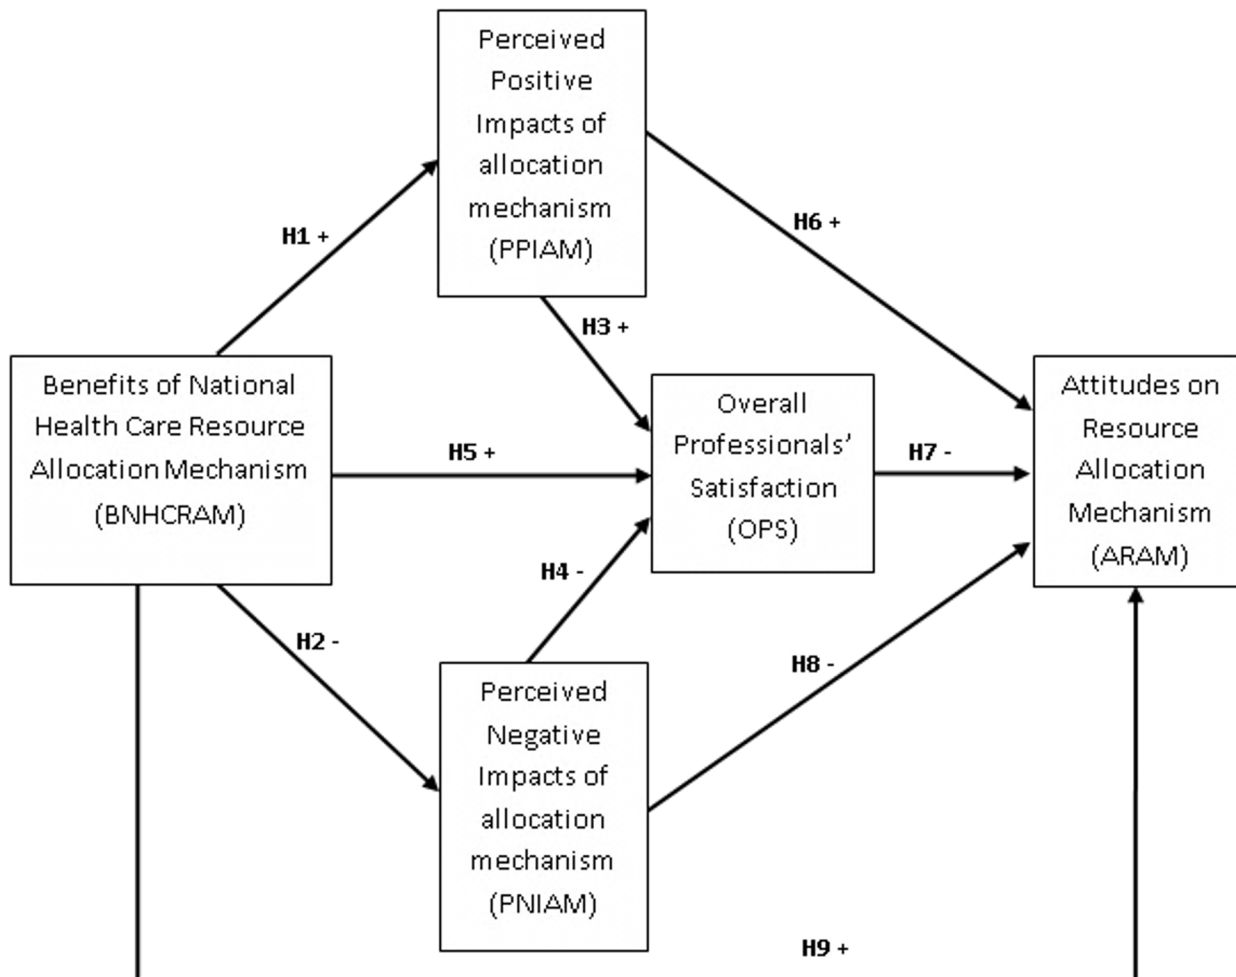 Perceived
Positive
Impacts of
allocation
mechanism
(PPIAM)
H1 +
H6 +
H3 +
Benefits of National
Health Care Resource
Allocation Mechanism
(BNHCRAM)
H5 +
Overall
Professionals’
Satisfaction
(OPS)
H7 -
Attitudes on
Resource
Allocation
Mechanism
(ARAM)
H4 -
H2 -
H8 -
Perceived
Negative
Impacts of
allocation
mechanism
(PNIAM)
H9 +